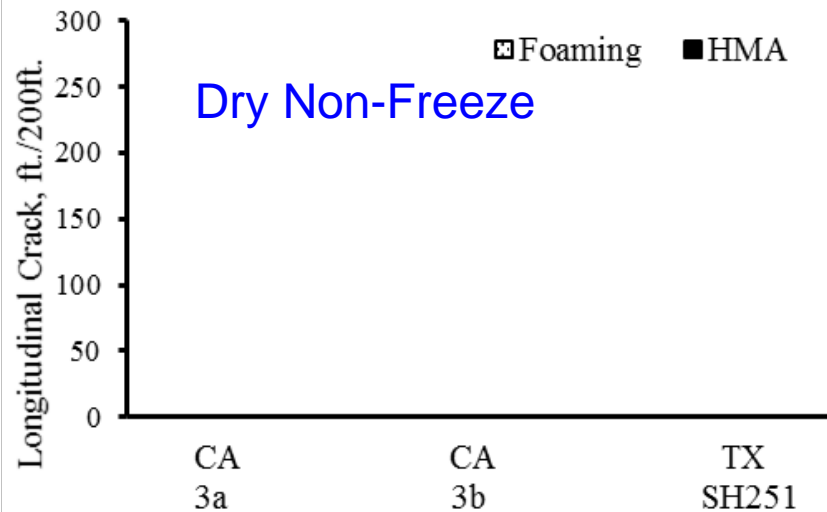 Longitudinal Crack, ft./200ft.
300
250
200
150
100
50
0
Foaming HMA
Dry Non-Freeze
CA CA TX
3a 3b SH251